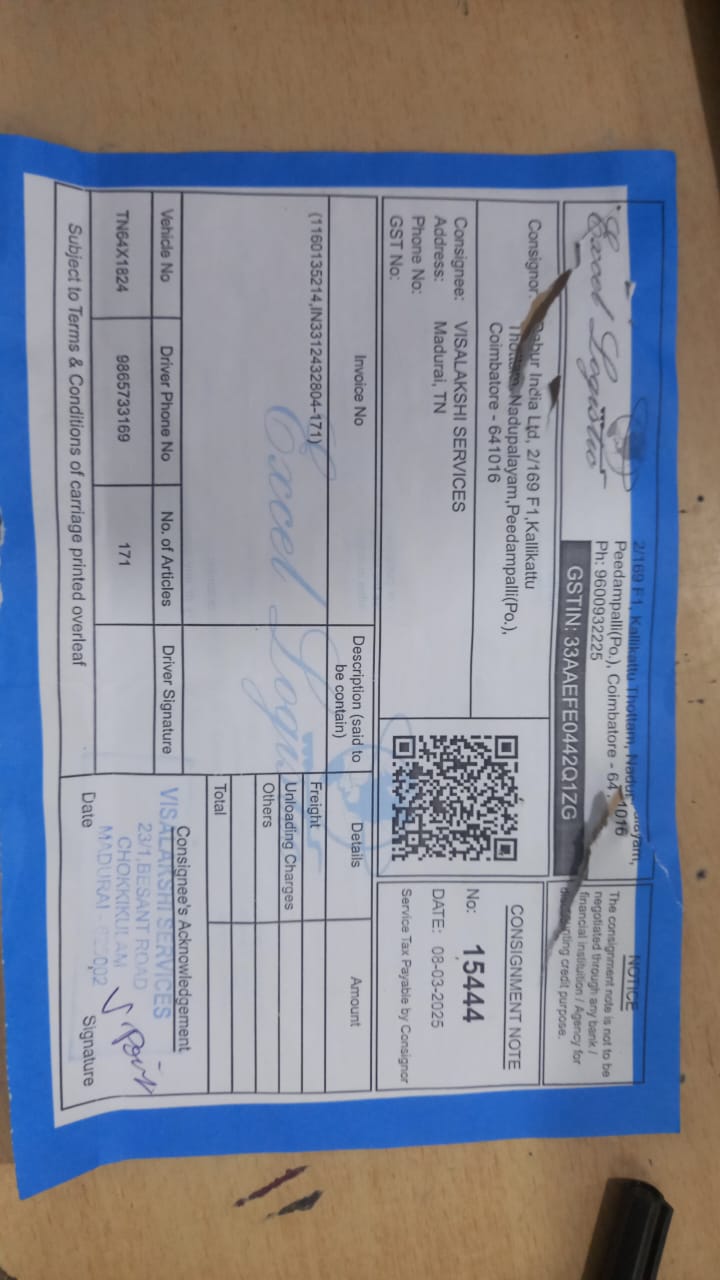 Excel Logistics
2/169 F1, Kallikattu Thottam,
Peedampalli(Po.), Coimbatore - 641016
Ph: 9600932225
GSTIN: 33AAEFE0442Q1ZG
NOTICE
The consignment note is not to be
negotiated through any bank /
financial instituition / Agency for
credit purpose.
Consignor: India Ltd, 2/169 F1,Kallikattu
Nadupalayam,Peedampalli(Po.),
Coimbatore - 641016
CONSIGNMENT NOTE
No: 15444
DATE: 08-03-2025
Service Tax Payable by Consignor
Consignee: VISALAKSHI SERVICES
Address: Madurai, TN
Phone No:
GST No:
Invoice No Description (said to be contain) Details Amount
(1160135214,IN3312432804-171)
Excel Logis
Freight
Unloading Charges
Others
Total
Vehicle No Driver Phone No No. of Articles Driver Signature
TN64X1824 9865733169 171
Consignee's Acknowledgement
VISALAKSHI SERVICES
23/1,BESANT ROAD
CHOKKIKULAM
MADURAI -
Date Signature
Subject to Terms & Conditions of carriage printed overleaf